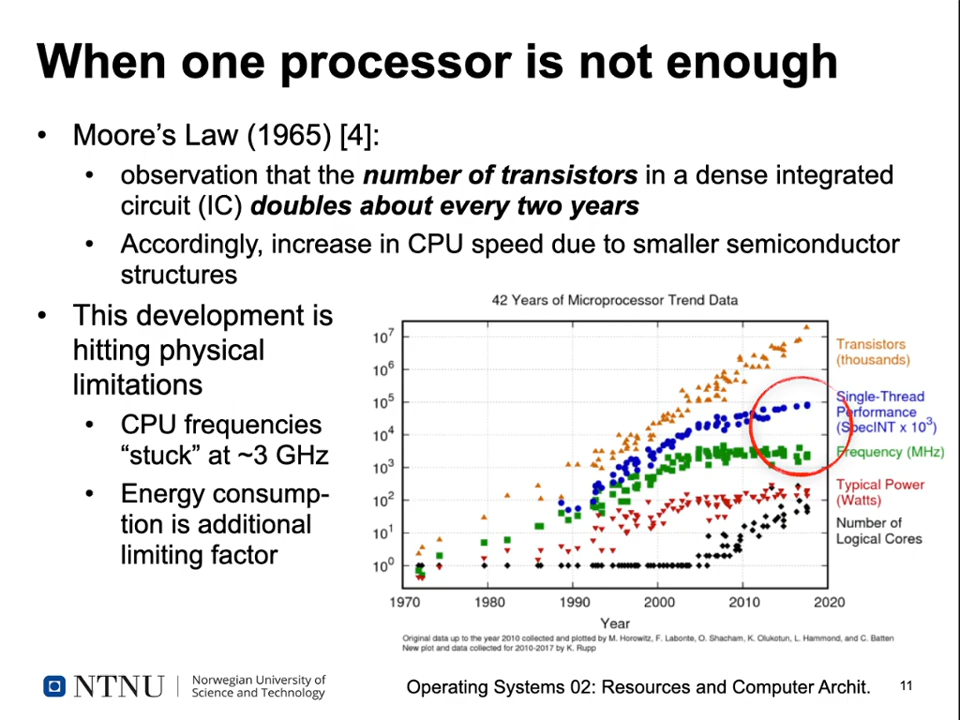 When one processor is not enough
• Moore's Law (1965) [4]:
• observation that the number of transistors in a dense integrated
circuit (IC) doubles about every two years
• Accordingly, increase in CPU speed due to smaller semiconductor
structures
• This development is
hitting physical
limitations
• CPU frequencies
“stuck” at ~3 GHz
• Energy consump-
tion is additional
limiting factor
42 Years of Microprocessor Trend Data
10^7
10^6
10^5
10^4
10^3
10^2
10^1
10^0
1970 1980 1990 2000 2010 2020
Year
Transistors
(thousands)
Single-Thread
Performance
(SpecINT x 10^3)
Frequency (MHz)
Typical Power
(Watts)
Number of
Logical Cores
Original data up to the year 2010 collected and plotted by M. Horowitz, F. Labonte, O. Shacham, K. Olukotun, L. Hammond, and C. Batten
New plot and data collected for 2010-2017 by K. Rupp
NTNU
Norwegian University of
Science and Technology
Operating Systems 02: Resources and Computer Archit.
11